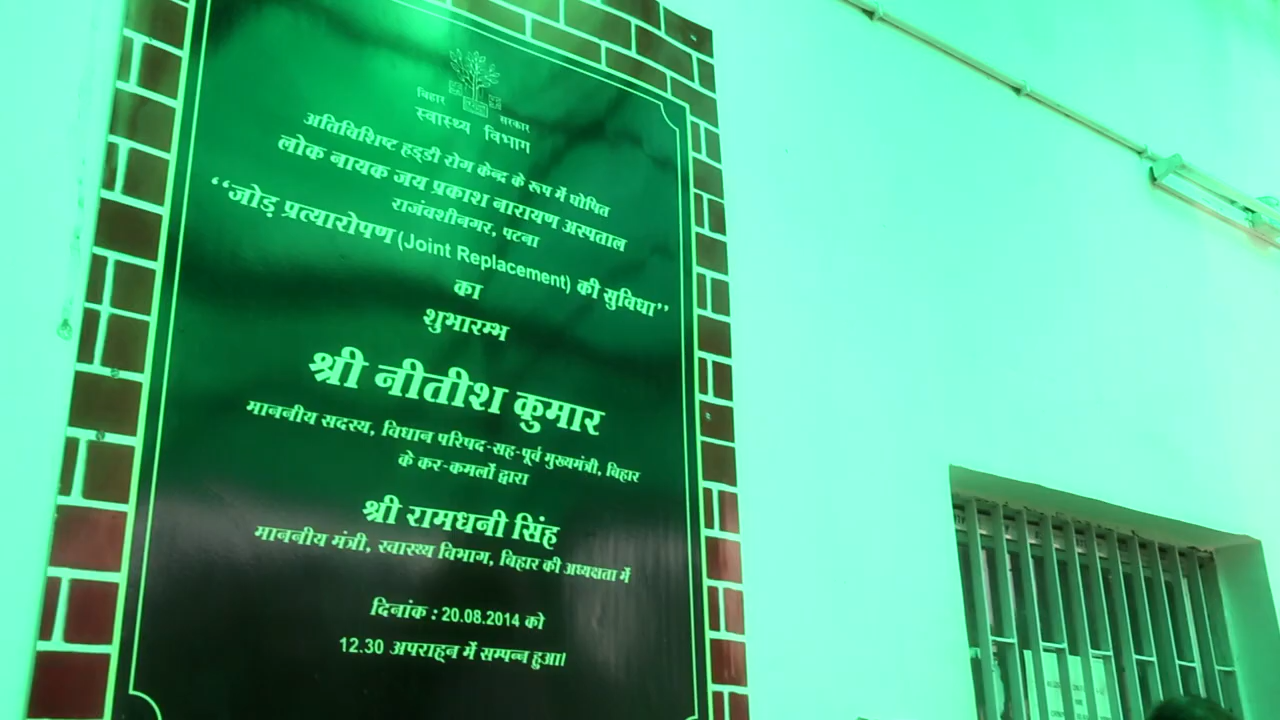 बिहार सरकार
स्वास्थ्य विभाग
अतिविशिष्ट हड्डी रोग केन्द्र के रूप में घोषित
लोक नायक जय प्रकाश नारायण अस्पताल
राजंवशीनगर, पटना
‘‘जोड़ प्रत्यारोपण (Joint Replacement) की सुविधा’’
का
शुभारम्भ
श्री नीतीश कुमार
माननीय सदस्य, विधान परिषद-सह-पूर्व मुख्यमंत्री, बिहार
के कर-कमलों द्वारा
श्री रामधनी सिंह
माननीय मंत्री, स्वास्थ्य विभाग, बिहार की अध्यक्षता में
दिनांक : 20.08.2014 को
12.30 अपराह्न में सम्पन्न हुआ।